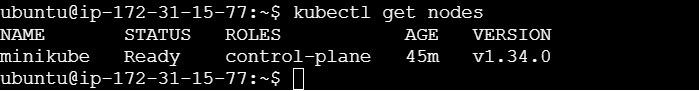 ubuntu@ip-172-31-15-77:~$ kubectl get nodes
NAME       STATUS   ROLES           AGE   VERSION
minikube   Ready    control-plane   45m   v1.34.0
ubuntu@ip-172-31-15-77:~$